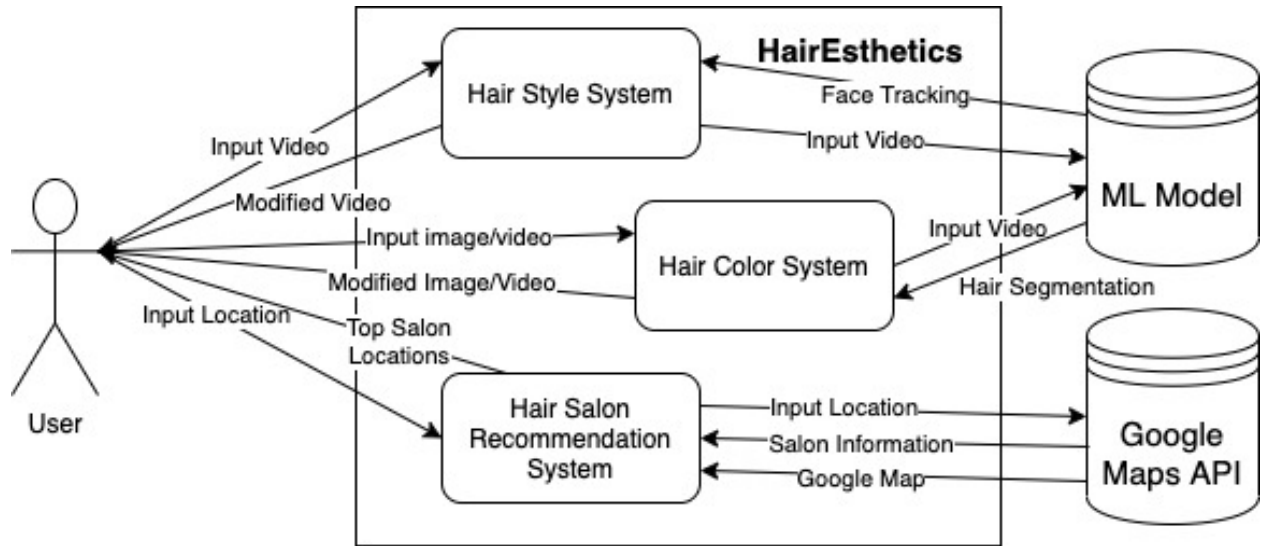 HairEsthetics
Hair Style System
Face Tracking
Input Video
Input Video
Modified Video
ML Model
Input image/video
Hair Color System
Input Video
Modified Image/Video
Hair Segmentation
Input Location
Top Salon
Locations
User
Hair Salon
Recommendation
System
Input Location
Salon Information
Google Map
Google
Maps API